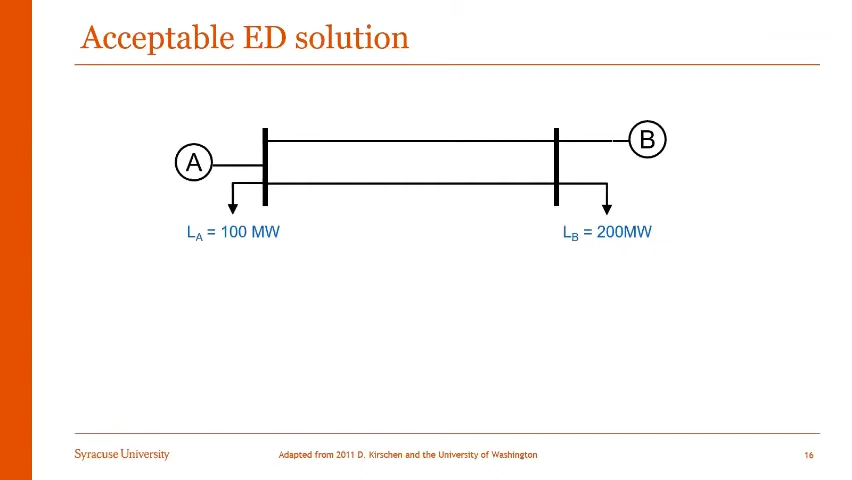 Acceptable ED solution
A
B
LA = 100 MW
LB = 200MW
Syracuse University
Adapted from 2011 D. Kirschen and the University of Washington
16